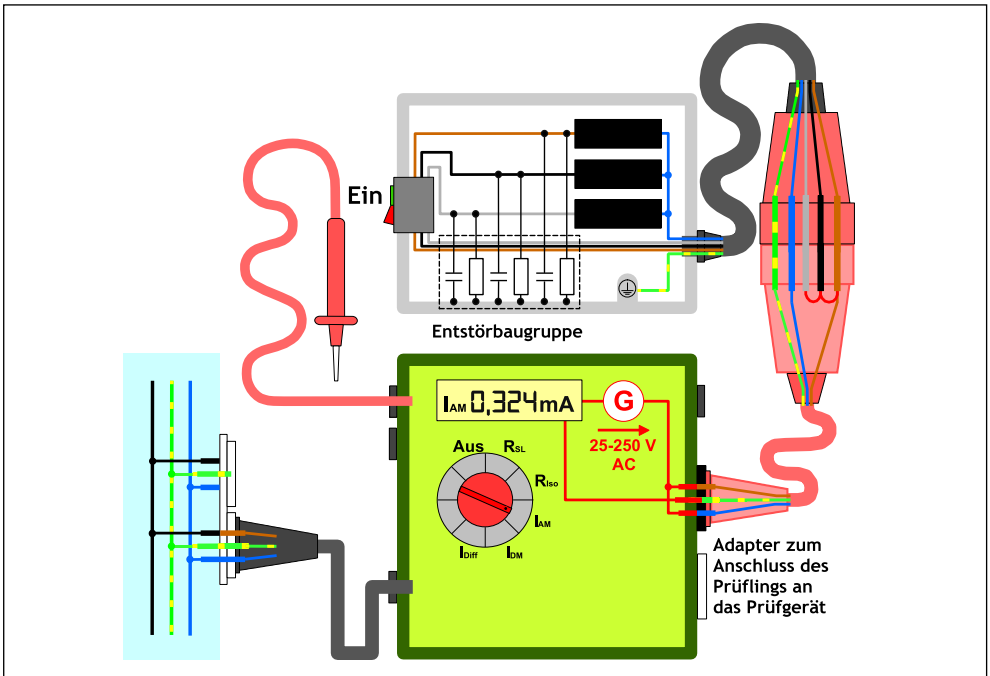 Ein
Entstörbaugruppe
IAM 0,324mA
G
25-250 V
AC
Aus
RSL
RIso
IAM
IDM
IDiff
Adapter zum
Anschluss des
Prüflings an
das Prüfgerät